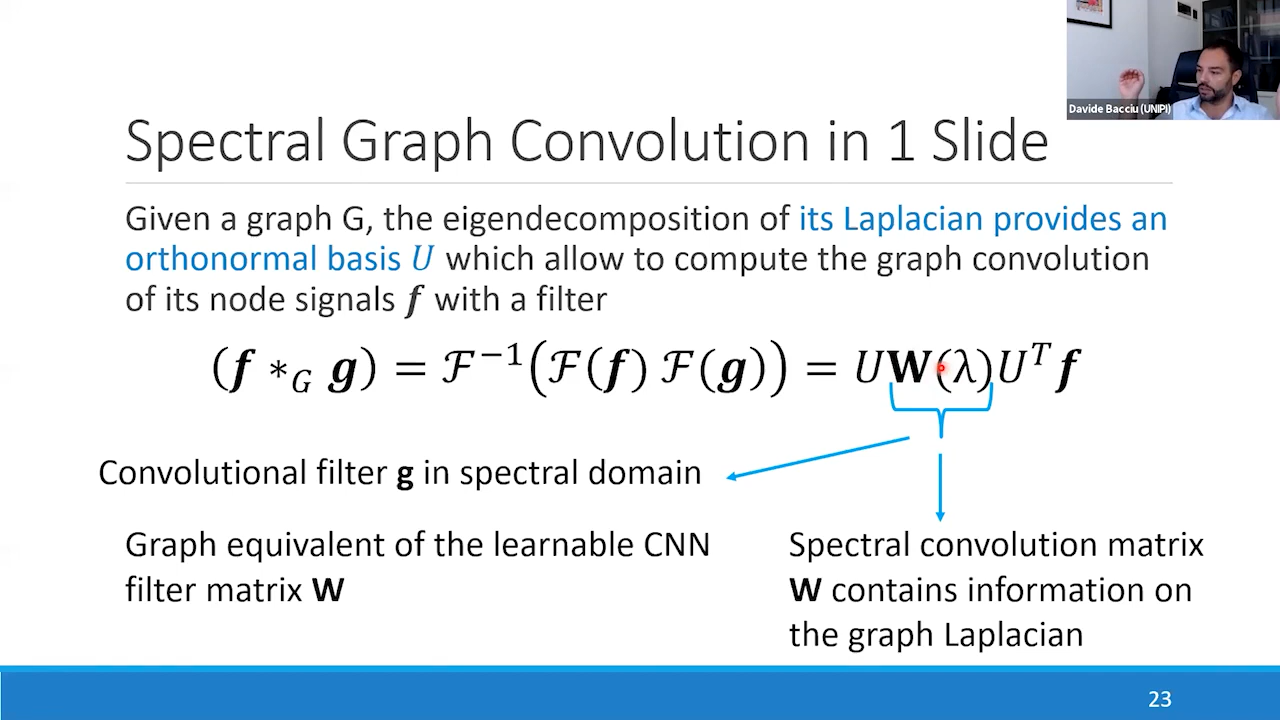 Davide Bacciu (UNIPI)
Spectral Graph Convolution in 1 Slide
Given a graph G, the eigendecomposition of its Laplacian provides an
orthonormal basis 𝑈 which allow to compute the graph convolution
of its node signals 𝒇 with a filter
(𝒇 ∗_G 𝒈) = ℱ⁻¹(ℱ(𝒇) ℱ(𝒈)) = 𝑈𝐖(λ)𝑈ᵀ𝒇
Convolutional filter g in spectral domain
Graph equivalent of the learnable CNN
filter matrix W
Spectral convolution matrix
W contains information on
the graph Laplacian
23